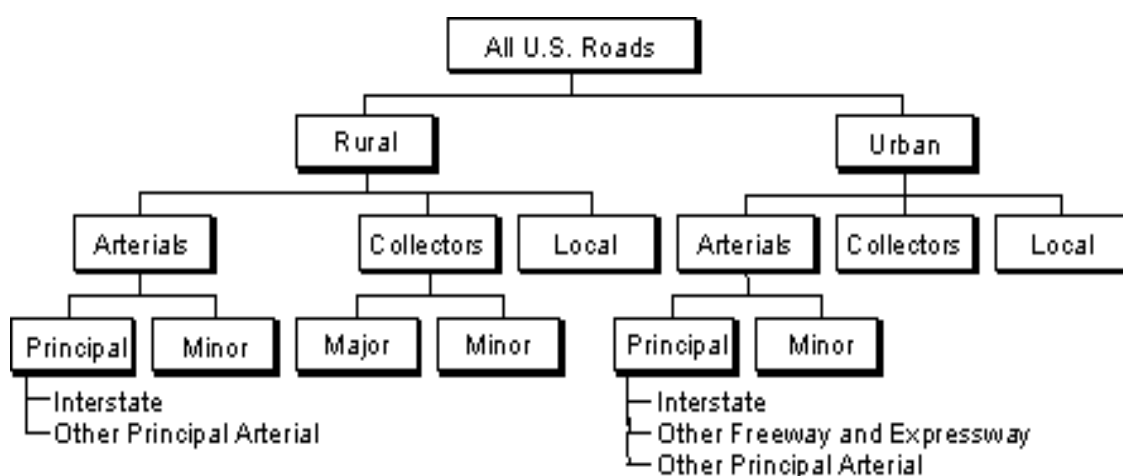 All U.S. Roads
Rural
Urban
Arterials
Collectors
Local
Arterials
Collectors
Local
Principal
Minor
Major
Minor
Principal
Minor
Interstate
Other Principal Arterial
Interstate
Other Freeway and Expressway
Other Principal Arterial